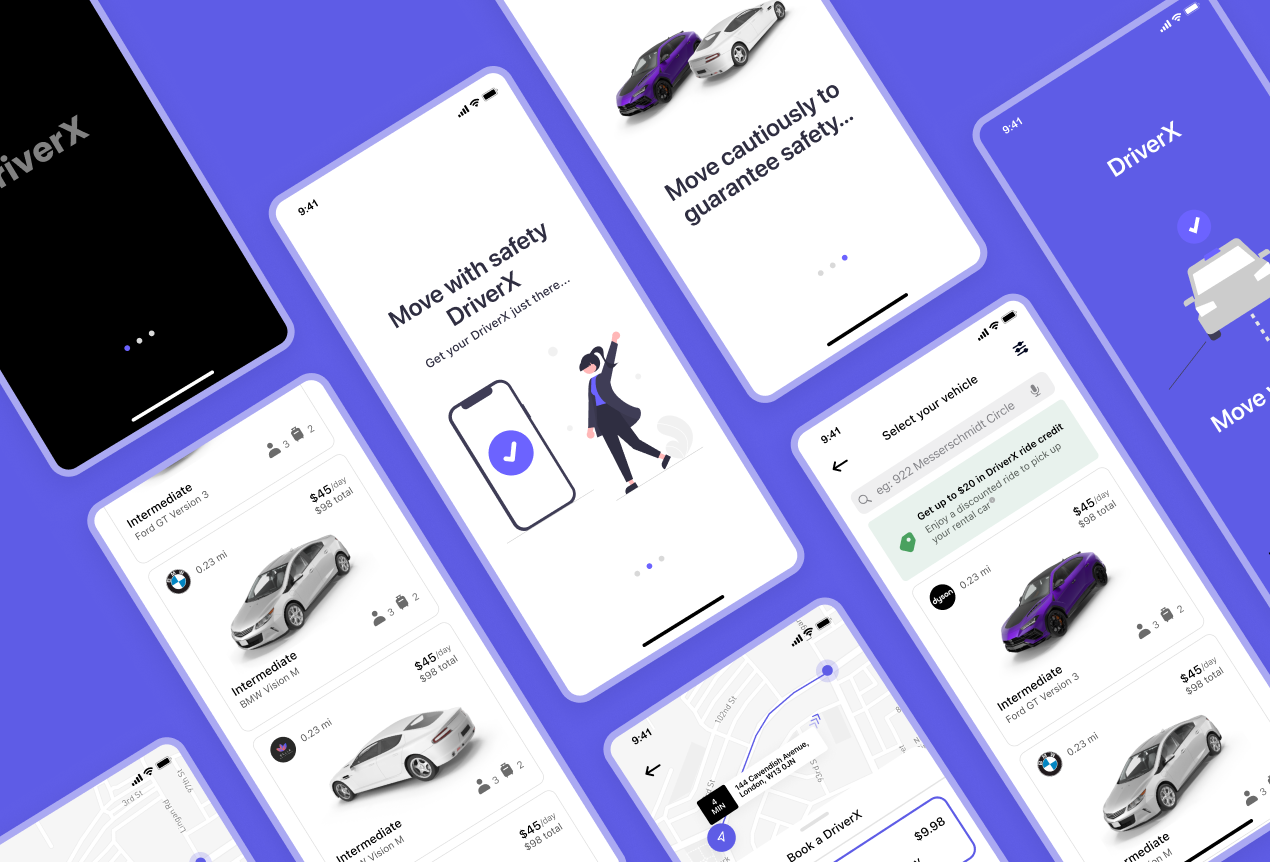 9:41
Move with safety
DriverX
Get your DriverX just there...
Move cautiously to
guarantee safety...
9:41
DriverX
3 2
Intermediate
Ford GT Version 3
$45/day
$98 total
0.23 mi
3 2
Intermediate
BMW Vision M
$45/day
$98 total
0.23 mi
3 2
Intermediate
BMW Vision M
$45/day
$98 total
3rd St
97th St
Lingan Rd
9:41
102nd St
93rd S
4
MIN
144 Cavendish Avenue,
London, W13 OJN
4
Book a DriverX
$9.98
9:41
Select your vehicle
eg: 922 Messerschmidt Circle
Get up to $20 in DriverX ride credit
Enjoy a discounted ride to pick up
your rental car
dyson
0.23 mi
3 2
Intermediate
Ford GT Version 3
$45/day
$98 total
BMW
0.23 mi
3
Intermediate
$45/day
$98 total